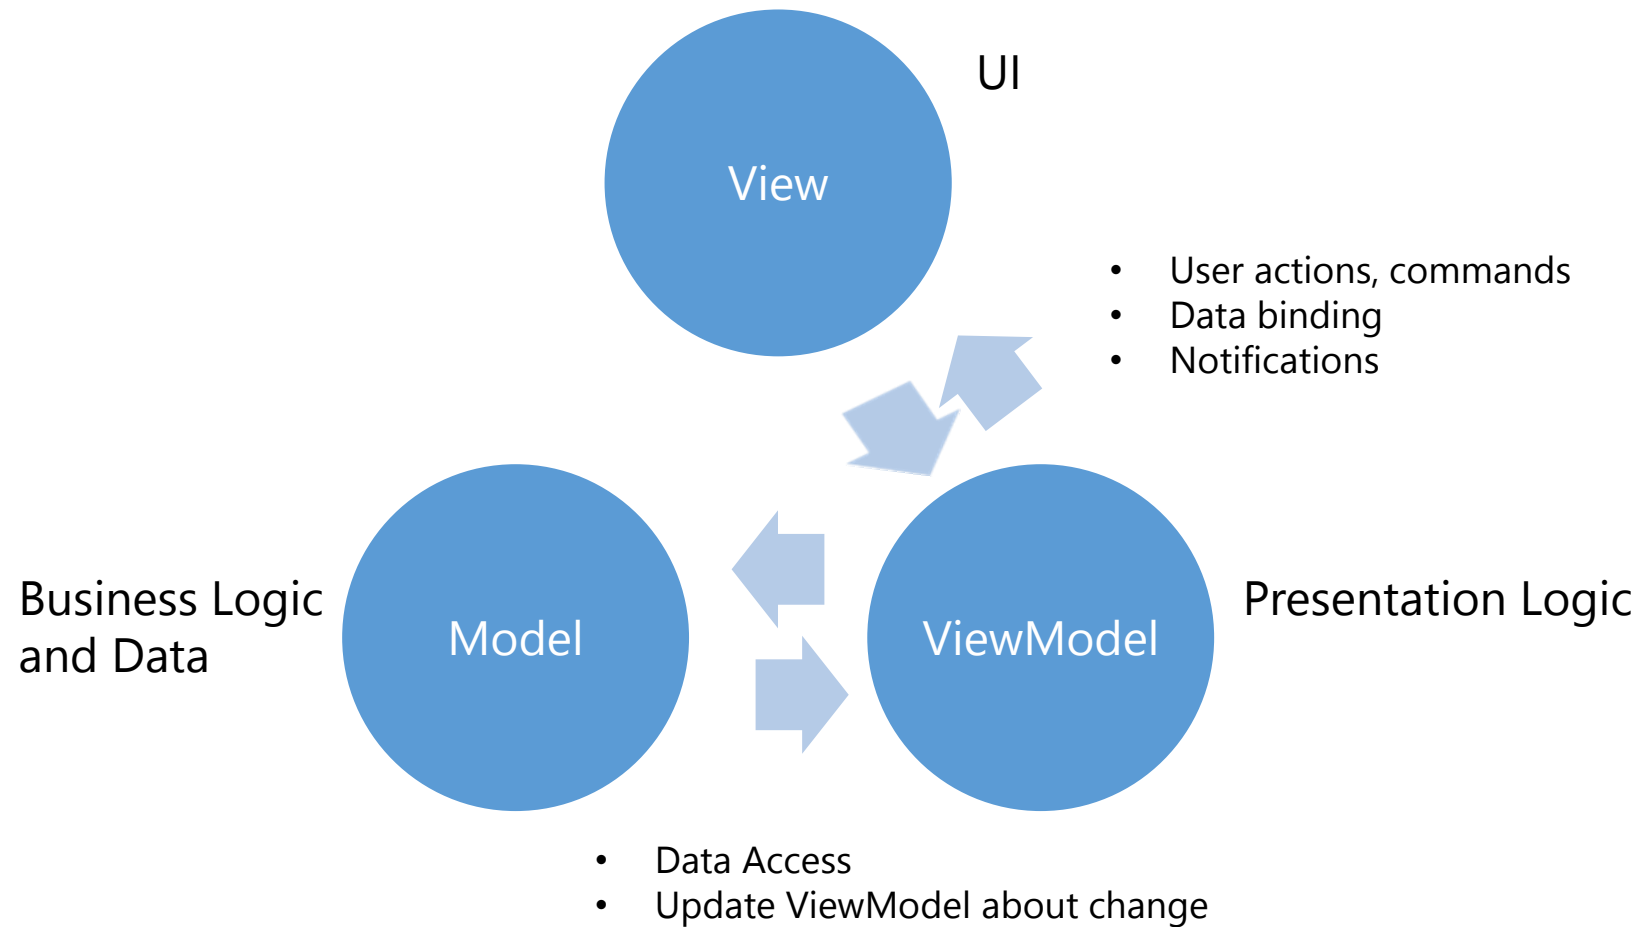 UI
View
• User actions, commands
• Data binding
• Notifications
Business Logic
and Data
Model
ViewModel
Presentation Logic
• Data Access
• Update ViewModel about change